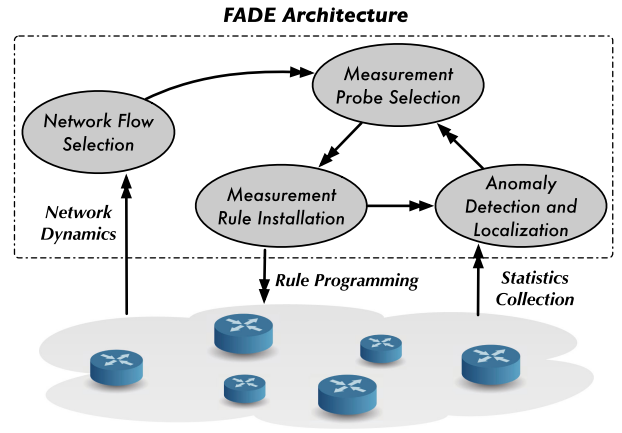 FADE Architecture
Measurement
Probe Selection
Network Flow
Selection
Measurement
Rule Installation
Anomaly
Detection and
Localization
Network
Dynamics
Rule Programming
Statistics
Collection